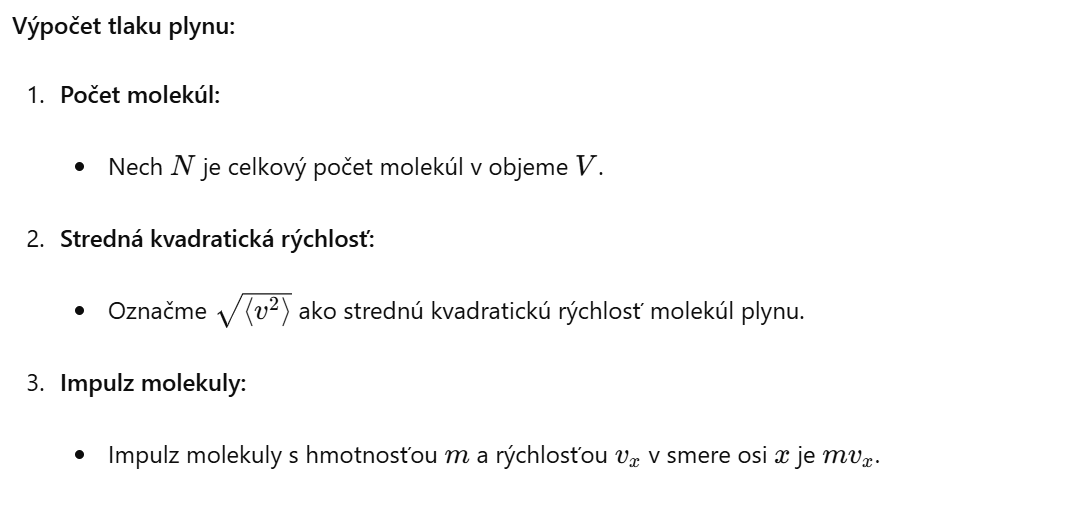 Výpočet tlaku plynu:
1. Počet molekúl:
• Nech N je celkový počet molekúl v objeme V.
2. Stredná kvadratická rýchlosť:
• Označme √⟨v²⟩ ako strednú kvadratickú rýchlosť molekúl plynu.
3. Impulz molekuly:
• Impulz molekuly s hmotnosťou m a rýchlosťou vₓ v smere osi x je mvₓ.